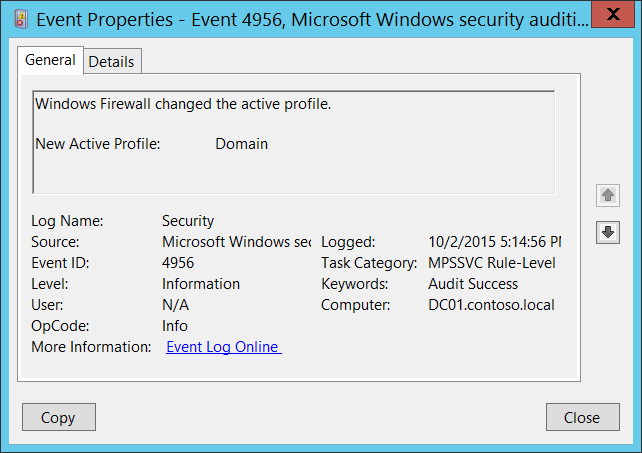 Event Properties - Event 4956, Microsoft Windows security auditi...
X
General Details
Windows Firewall changed the active profile.
New Active Profile: Domain
Log Name: Security
Source: Microsoft Windows sec Logged: 10/2/2015 5:14:56 PM
Event ID: 4956 Task Category: MPSSVC Rule-Level
Level: Information Keywords: Audit Success
User: N/A Computer: DC01.contoso.local
OpCode: Info
More Information: Event Log Online
Copy Close